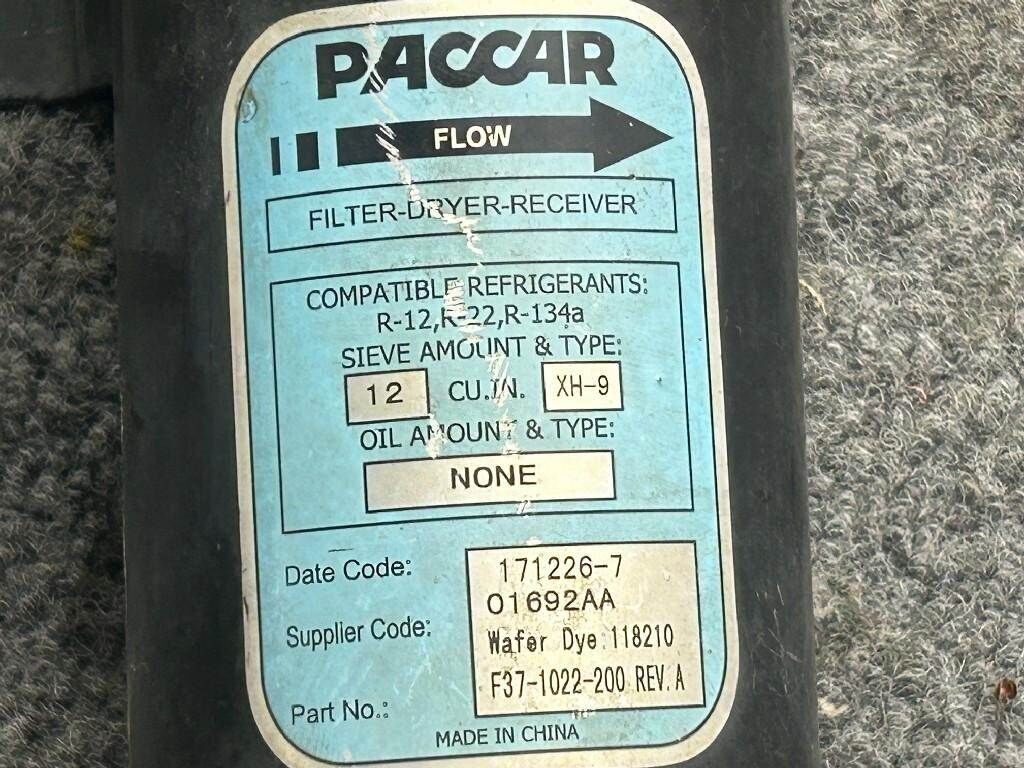 PACCAR
FLOW
FILTER-DRYER-RECEIVER
COMPATIBLE REFRIGERANTS:
R-12,R-22,R-134a
SIEVE AMOUNT & TYPE:
12 CU.IN. XH-9
OIL AMOUNT & TYPE:
NONE
Date Code: 171226-7
01692AA
Supplier Code: Wafer Dye:118210
Part No.: F37-1022-200 REV.A
MADE IN CHINA